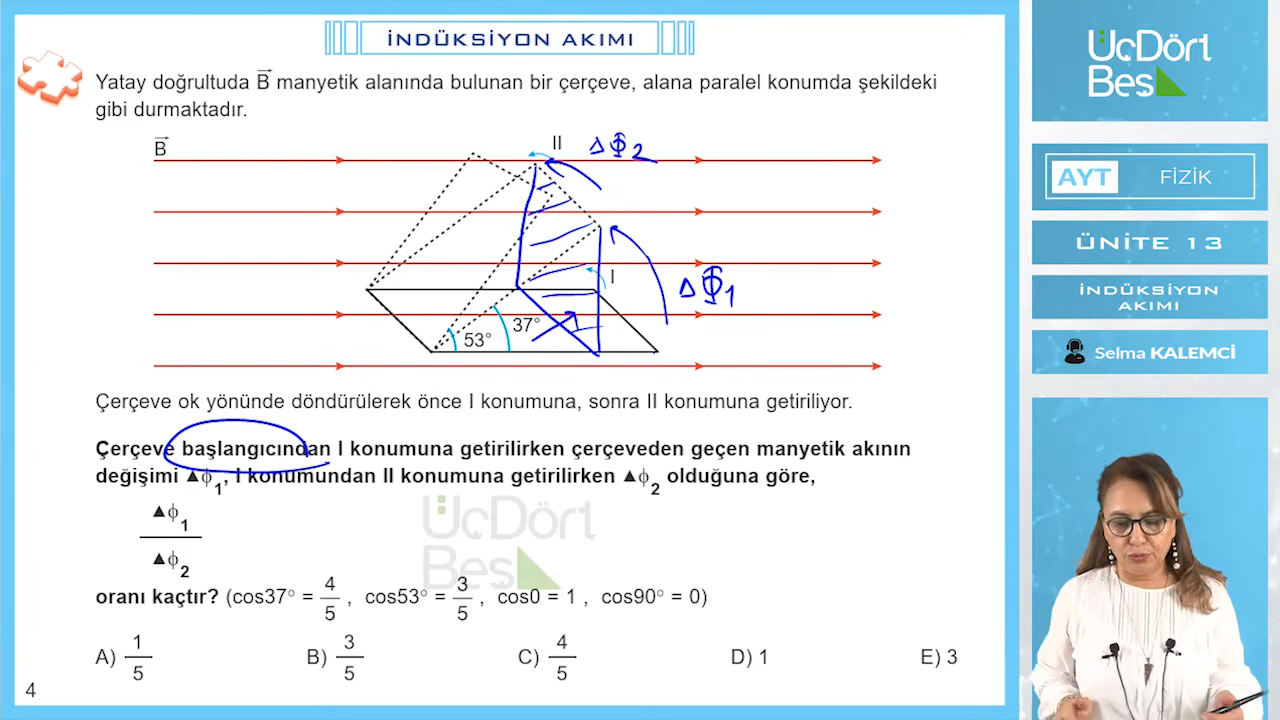 İNDÜKSİYON AKIMI
Yatay doğrultuda B⃗ manyetik alanında bulunan bir çerçeve, alana paralel konumda şekildeki
gibi durmaktadır.
B⃗
II
ΔΦ2
I
ΔΦ1
37°
53°
Çerçeve ok yönünde döndürülerek önce I konumuna, sonra II konumuna getiriliyor.
Çerçeve başlangıcından I konumuna getirilirken çerçeveden geçen manyetik akının
değişimi ▲ϕ1, I konumundan II konumuna getirilirken ▲ϕ2 olduğuna göre,
▲ϕ1
▲ϕ2
oranı kaçtır? (cos37° = 4/5 , cos53° = 3/5 , cos0 = 1 , cos90° = 0)
A) 1/5 B) 3/5 C) 4/5 D) 1 E) 3
4
ÜçDört
Beş
ÜçDört
Beş
AYT FİZİK
ÜNİTE 13
İNDÜKSİYON
AKIMI
Selma KALEMCİ